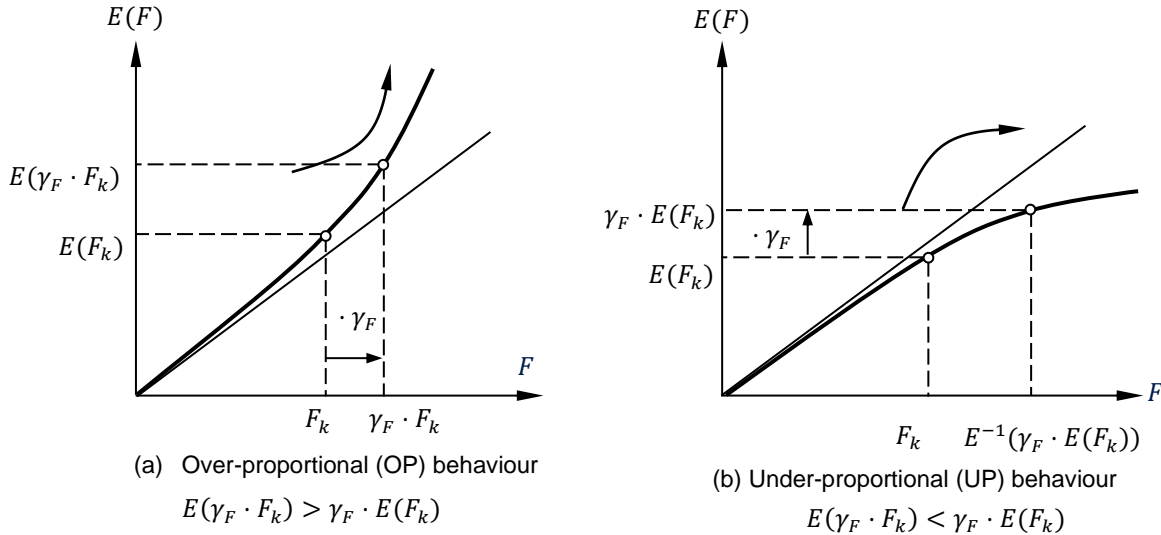 E(F)
E(γ_F · F_k)
E(F_k)
· γ_F
F
F_k
γ_F · F_k
(a) Over-proportional (OP) behaviour
E(γ_F · F_k) > γ_F · E(F_k)
E(F)
γ_F · E(F_k)
· γ_F
E(F_k)
F
F_k
E⁻¹(γ_F · E(F_k))
(b) Under-proportional (UP) behaviour
E(γ_F · F_k) < γ_F · E(F_k)